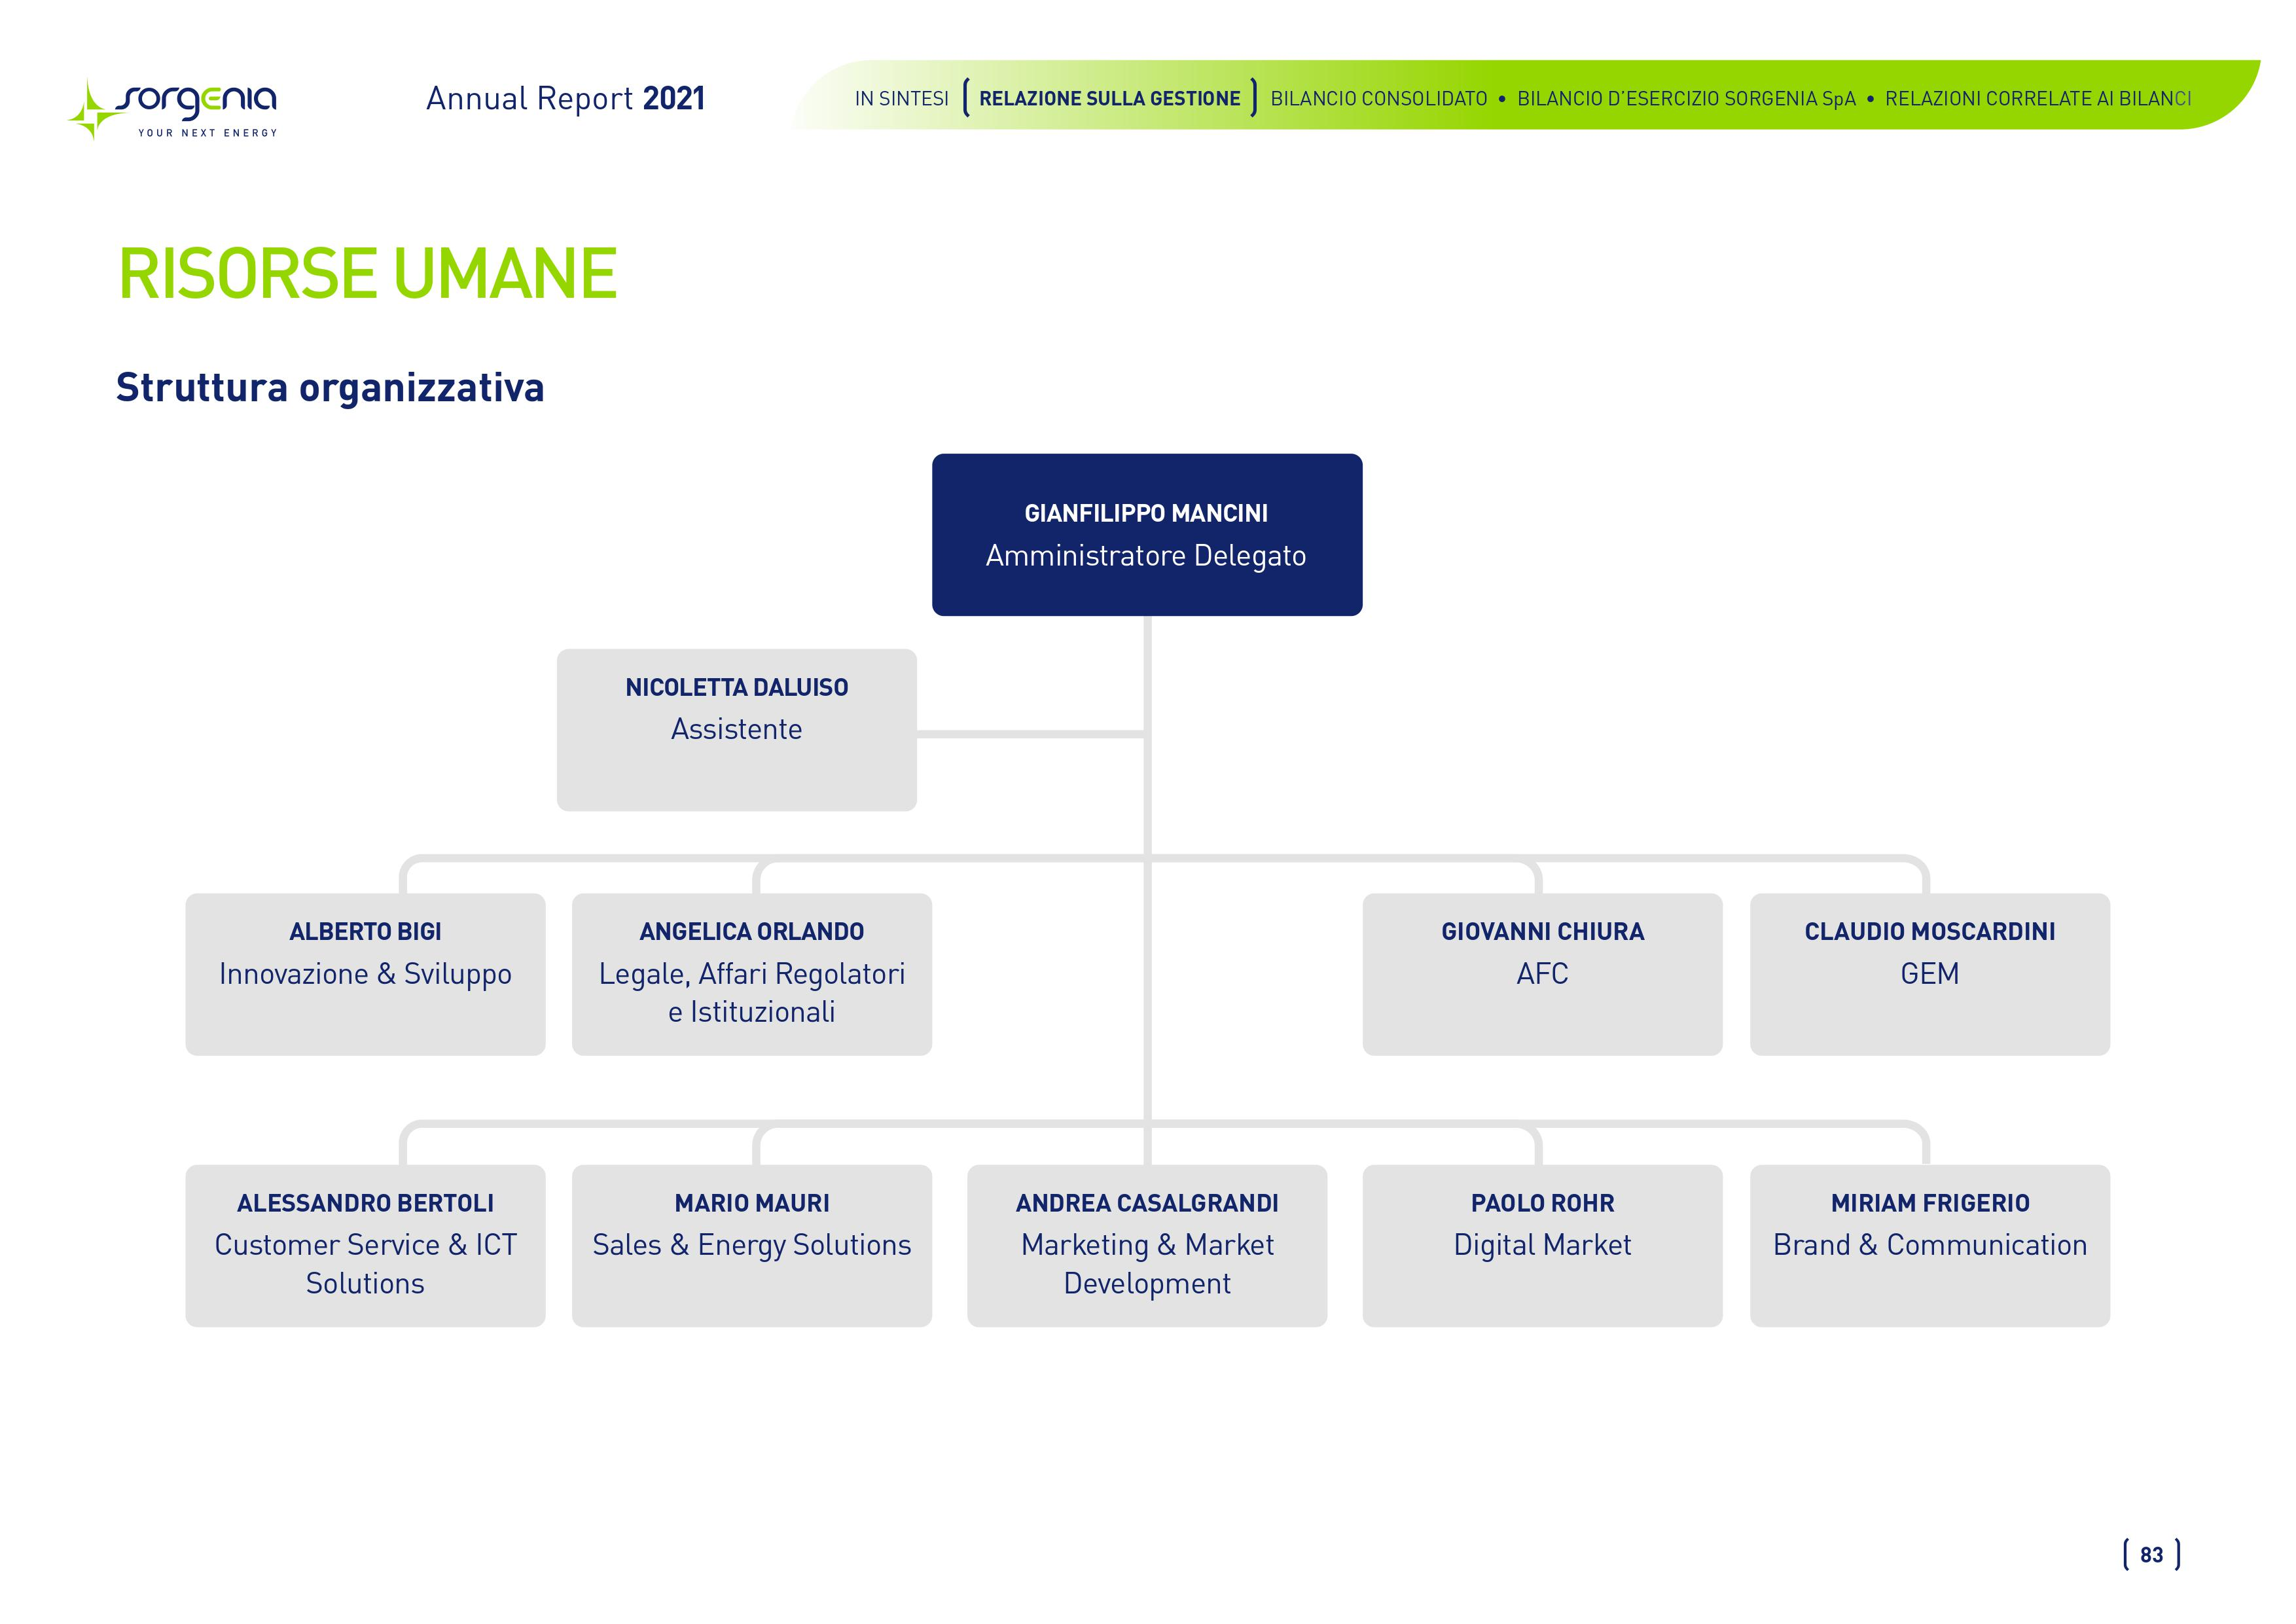 sorgenia
YOUR NEXT ENERGY
Annual Report 2021
IN SINTESI ( RELAZIONE SULLA GESTIONE ) BILANCIO CONSOLIDATO • BILANCIO D'ESERCIZIO SORGENIA SpA • RELAZIONI CORRELATE AI BILANCI
RISORSE UMANE
Struttura organizzativa
GIANFILIPPO MANCINI
Amministratore Delegato
NICOLETTA DALUISO
Assistente
ALBERTO BIGI
Innovazione & Sviluppo
ANGELICA ORLANDO
Legale, Affari Regolatori
e Istituzionali
GIOVANNI CHIURA
AFC
CLAUDIO MOSCARDINI
GEM
ALESSANDRO BERTOLI
Customer Service & ICT
Solutions
MARIO MAURI
Sales & Energy Solutions
ANDREA CASALGRANDI
Marketing & Market
Development
PAOLO ROHR
Digital Market
MIRIAM FRIGERIO
Brand & Communication
( 83 )